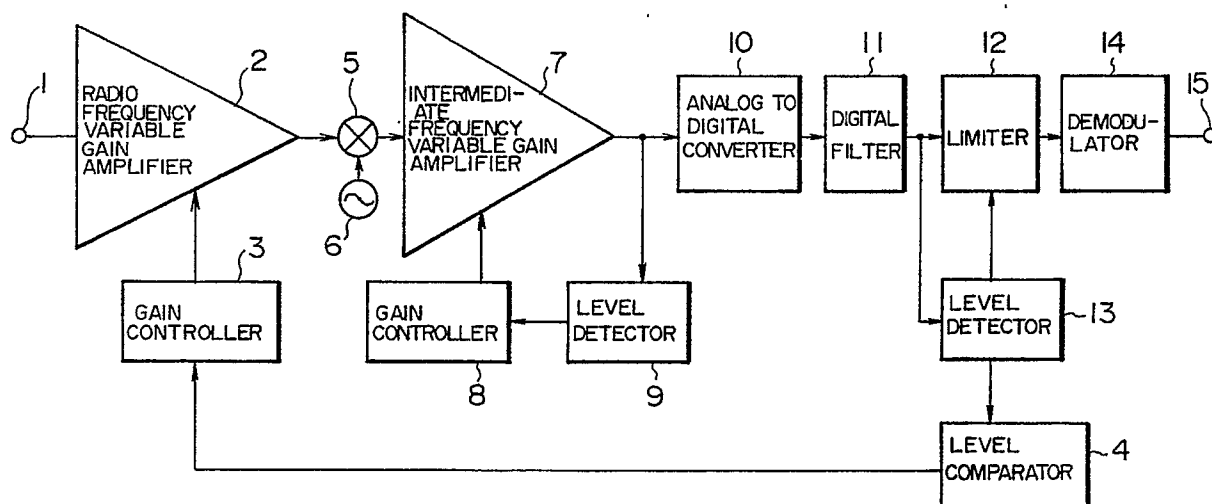 1
RADIO
FREQUENCY
VARIABLE
GAIN
AMPLIFIER
2
5
6
INTERMEDI-
ATE
FREQUENCY
VARIABLE GAIN
AMPLIFIER
7
10
ANALOG TO
DIGITAL
CONVERTER
11
DIGITAL
FILTER
12
LIMITER
14
DEMODU-
LATOR
15
3
GAIN
CONTROLLER
GAIN
CONTROLLER
8
LEVEL
DETECTOR
9
LEVEL
DETECTOR
13
LEVEL
COMPARATOR
4